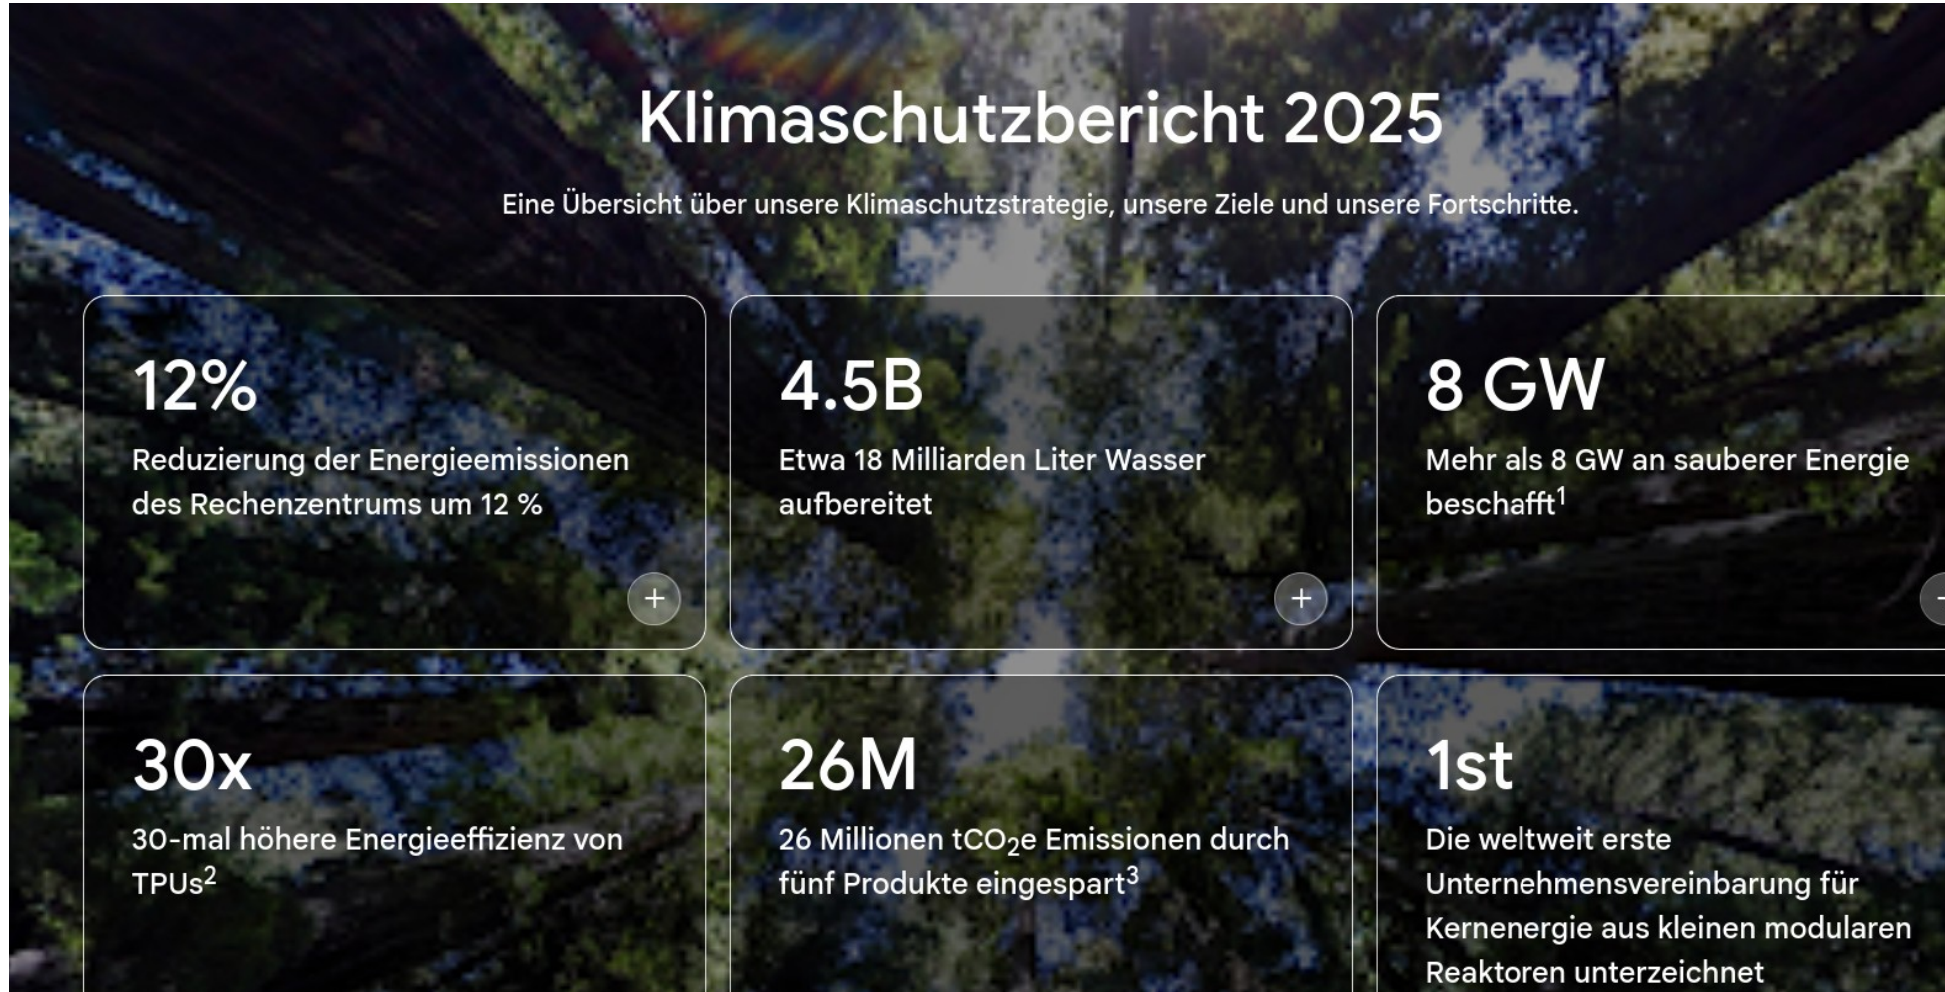 Klimaschutzbericht 2025
Eine Übersicht über unsere Klimaschutzstrategie, unsere Ziele und unsere Fortschritte.
12%
Reduzierung der Energieemissionen
des Rechenzentrums um 12 %
+
4.5B
Etwa 18 Milliarden Liter Wasser
aufbereitet
+
8 GW
Mehr als 8 GW an sauberer Energie
beschafft¹
30x
30-mal höhere Energieeffizienz von
TPUs²
26M
26 Millionen tCO₂e Emissionen durch
fünf Produkte eingespart³
1st
Die weltweit erste
Unternehmensvereinbarung für
Kernenergie aus kleinen modularen
Reaktoren unterzeichnet